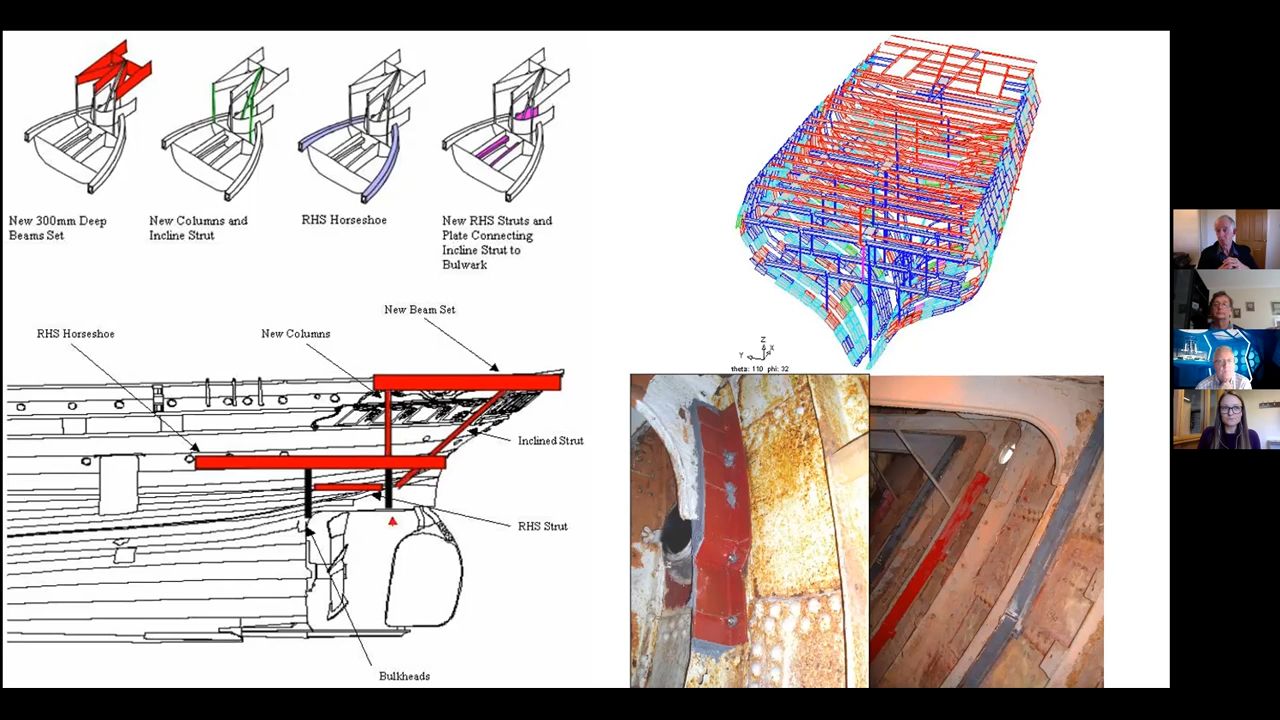 New 300mm Deep
Beams Set
New Columns and
Incline Strut
RHS Horseshoe
New RHS Struts and
Plate Connecting
Incline Strut to
Bulwark
New Beam Set
RHS Horseshoe
New Columns
Inclined Strut
RHS Strut
Bulkheads
Z
X
Y
theta: 110 phi: 32